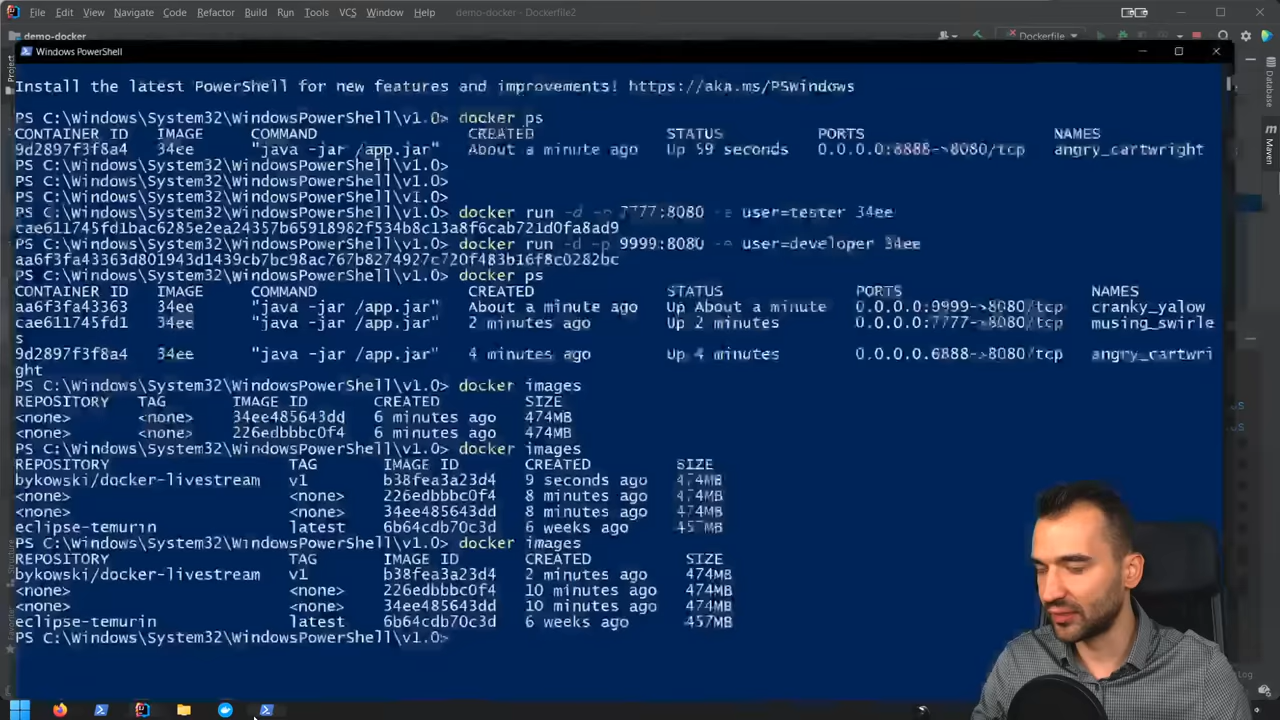 File Edit View Navigate Code Refactor Build Run Tools VCS Window Help demo-docker - Dockerfile2
demo-docker Dockerfile
Project
Windows PowerShell
Database
Install the latest PowerShell for new features and improvements! https://aka.ms/PSWindows
PS C:\Windows\System32\WindowsPowerShell\v1.0> docker ps
CONTAINER ID IMAGE COMMAND CREATED STATUS PORTS NAMES
9d2897f3f8a4 34ee "java -jar /app.jar" About a minute ago Up 59 seconds 0.0.0.0:8888->8080/tcp angry_cartwright
Maven
PS C:\Windows\System32\WindowsPowerShell\v1.0>
PS C:\Windows\System32\WindowsPowerShell\v1.0>
PS C:\Windows\System32\WindowsPowerShell\v1.0>
PS C:\Windows\System32\WindowsPowerShell\v1.0> docker run -d -p 7777:8080 -e user=tester 34ee
cae611745fd1bac6285e2ea24357b65918982f534b8c13a8f6cab721d0fa8ad9
PS C:\Windows\System32\WindowsPowerShell\v1.0> docker run -d -p 9999:8080 -e user=developer 34ee
PS C:\Windows\System32\WindowsPowerShell\v1.0> docker ps
CONTAINER ID IMAGE COMMAND CREATED STATUS PORTS NAMES
aa6f3fa43363 34ee "java -jar /app.jar" About a minute ago Up About a minute 0.0.0.0:9999->8080/tcp cranky_yalow
cae611745fd1 34ee "java -jar /app.jar" 2 minutes ago Up 2 minutes 0.0.0.0:7777->8080/tcp musing_swirle
s
9d2897f3f8a4 34ee "java -jar /app.jar" 4 minutes ago Up 4 minutes ->8080/tcp angry_cartwri
ght
PS C:\Windows\System32\WindowsPowerShell\v1.0> docker images
REPOSITORY TAG IMAGE ID CREATED SIZE
<none> <none> 34ee485643dd 6 minutes ago 474MB
<none> <none> 226edbbbc0f4 6 minutes ago 474MB
PS C:\Windows\System32\WindowsPowerShell\v1.0> docker images
REPOSITORY TAG IMAGE ID CREATED SIZE
bykowski/docker-livestream v1 b38fea3a23d4 9 seconds ago 474MB
<none> <none> 226edbbbc0f4 8 minutes ago 474MB
<none> <none> 34ee485643dd 8 minutes ago 474MB
eclipse-temurin latest 6b64cdb70c3d 6 weeks ago 457MB
PS C:\Windows\System32\WindowsPowerShell\v1.0> docker images
REPOSITORY TAG IMAGE ID CREATED SIZE
bykowski/docker-livestream v1 b38fea3a23d4 2 minutes ago 474MB
<none> <none> 226edbbbc0f4 10 minutes ago 474MB
<none> <none> 34ee485643dd 10 minutes ago 474MB
eclipse-temurin latest 6b64cdb70c3d 6 weeks ago 457MB
PS C:\Windows\System32\WindowsPowerShell\v1.0>
Structure
Favorites